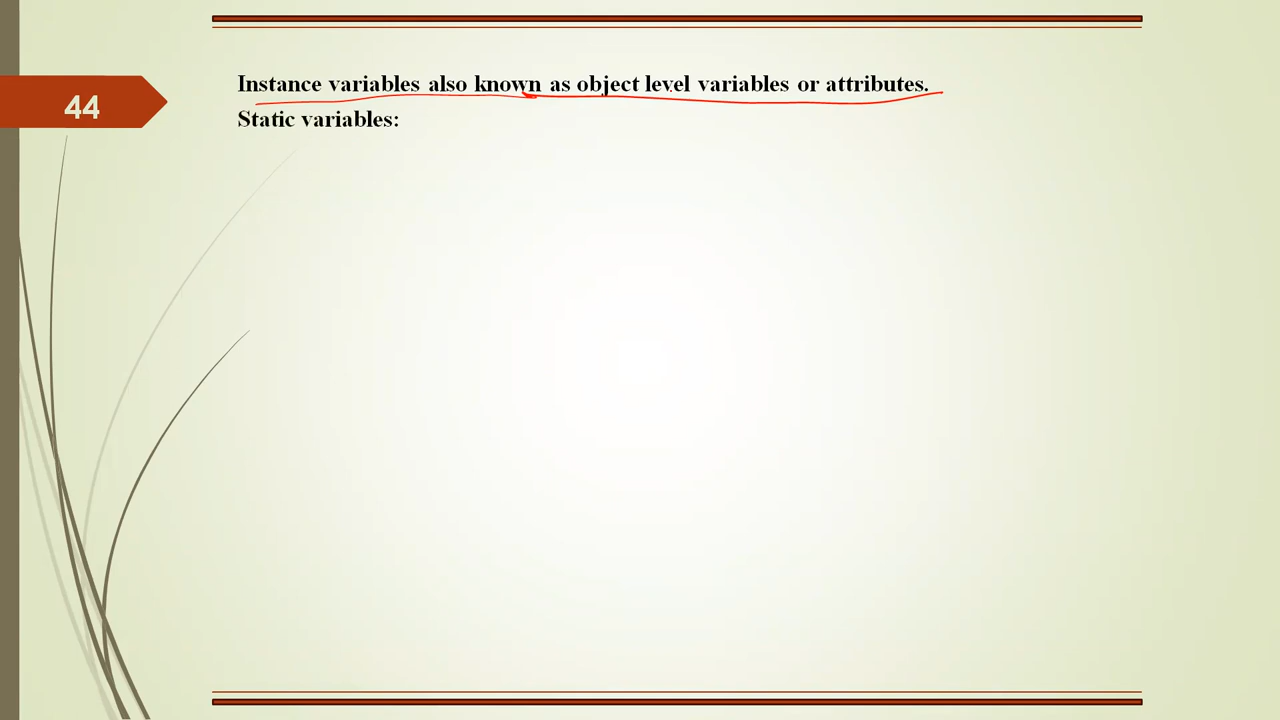 44
Instance variables also known as object level variables or attributes.
Static variables: